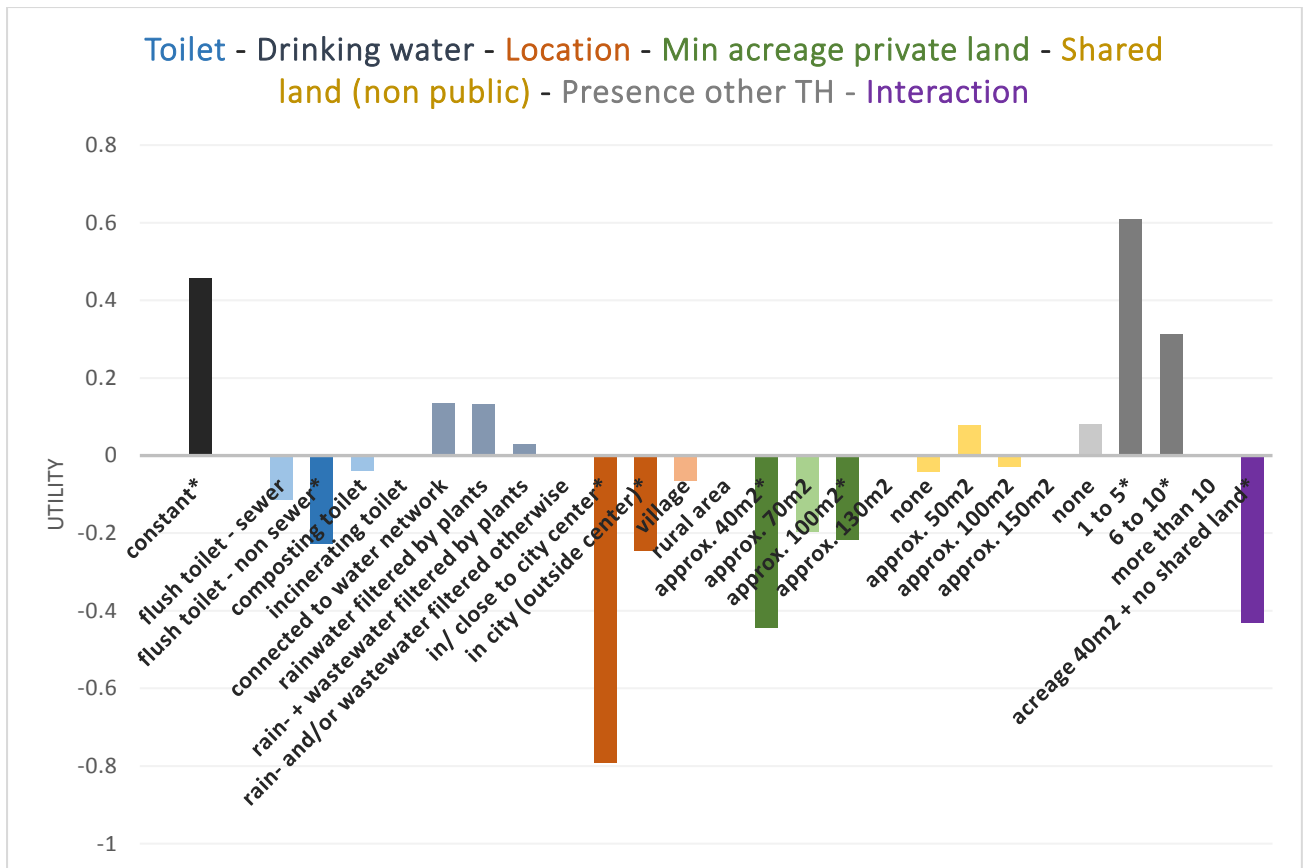 Toilet - Drinking water - Location - Min acreage private land - Shared
land (non public) - Presence other TH - Interaction
0.8
0.6
0.4
0.2
0
-0.2
-0.4
-0.6
-0.8
-1
UTILITY
constant*
flush toilet - sewer
flush toilet - non sewer*
composting toilet
incinerating toilet
connected to water network
rainwater filtered by plants
rain- + wastewater filtered by plants
rain- and/or wastewater filtered otherwise
in/ close to city center*
in city (outside center)*
village
rural area
approx. 40m2*
approx. 70m2
approx. 100m2*
approx. 130m2
none
approx. 50m2
approx. 100m2
approx. 150m2
none
1 to 5*
6 to 10*
more than 10
acreage 40m2 + no shared land*